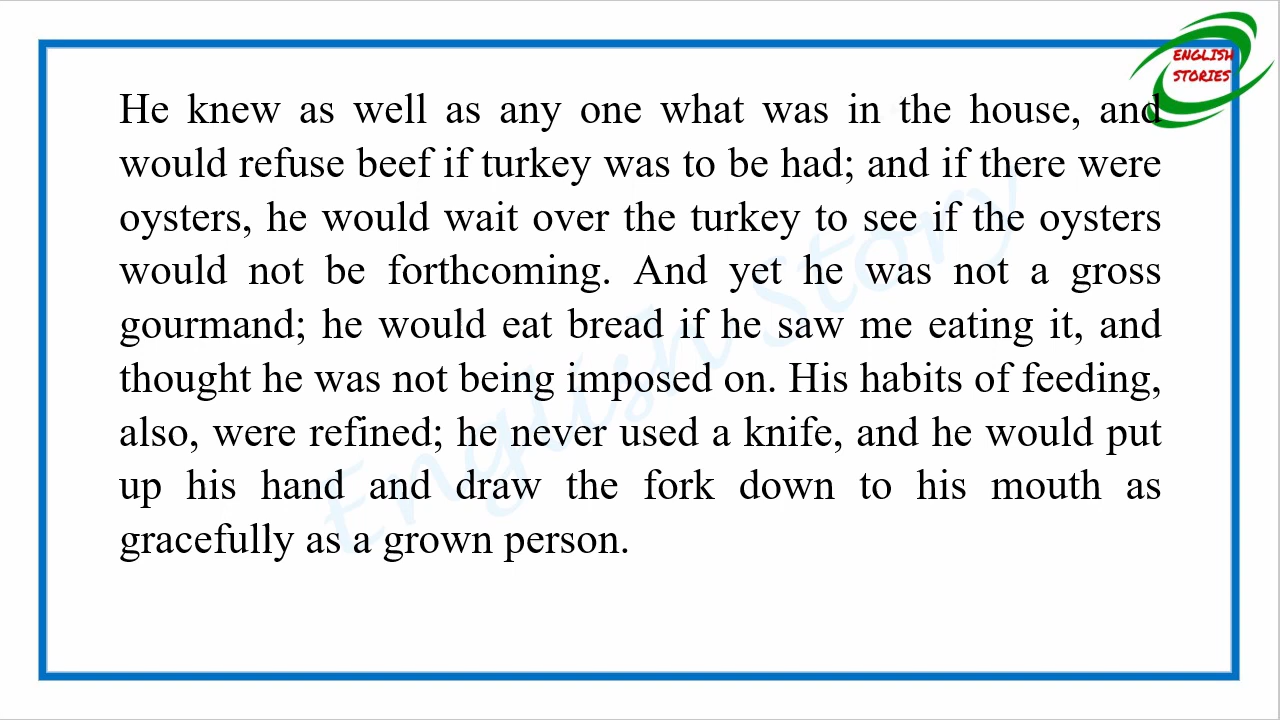 ENGLISH
STORIES
He knew as well as any one what was in the house, and
would refuse beef if turkey was to be had; and if there were
oysters, he would wait over the turkey to see if the oysters
would not be forthcoming. And yet he was not a gross
gourmand; he would eat bread if he saw me eating it, and
thought he was not being imposed on. His habits of feeding,
also, were refined; he never used a knife, and he would put
up his hand and draw the fork down to his mouth as
gracefully as a grown person.
English Story